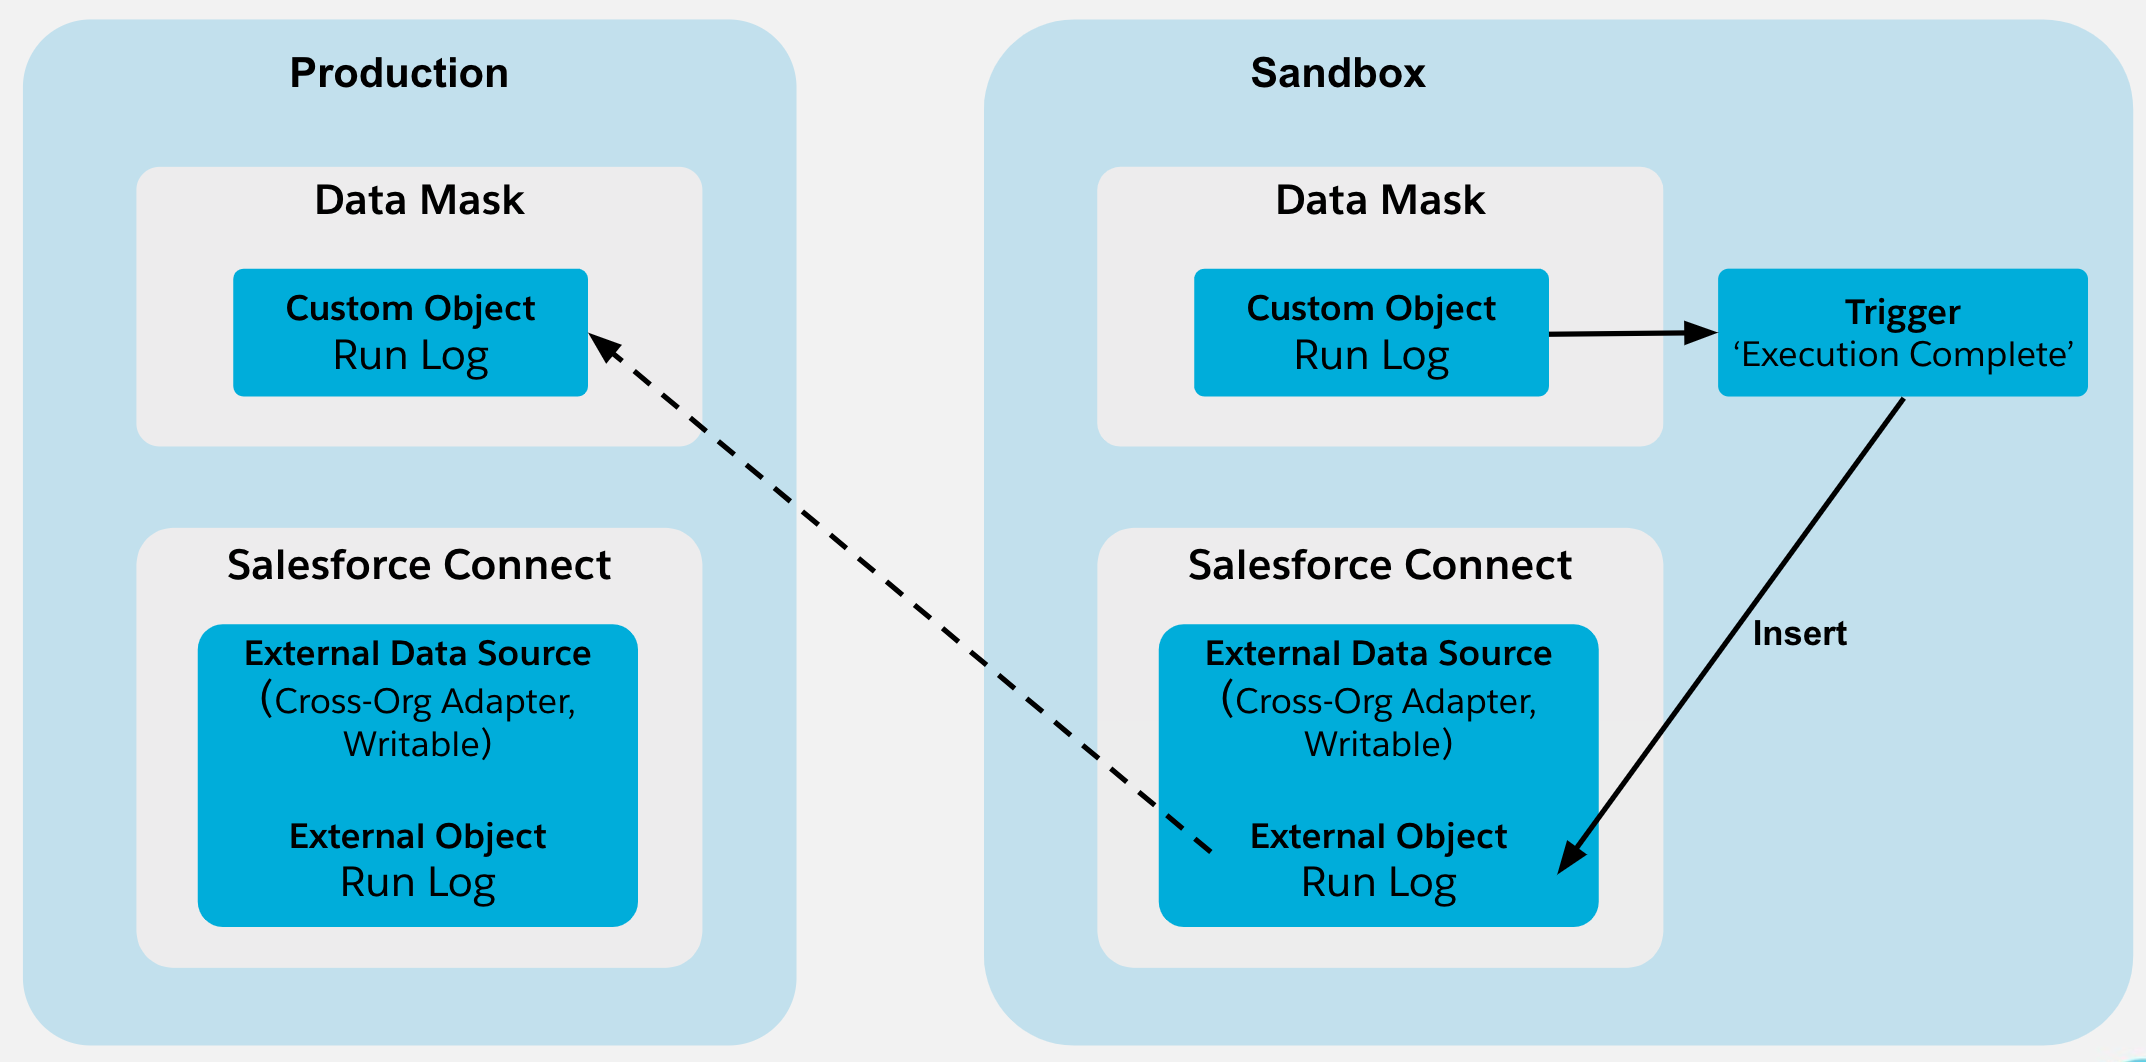 Production
Data Mask
Custom Object
Run Log
Salesforce Connect
External Data Source
(Cross-Org Adapter,
Writable)
External Object
Run Log
Sandbox
Data Mask
Custom Object
Run Log
Trigger
‘Execution Complete’
Insert
Salesforce Connect
External Data Source
(Cross-Org Adapter,
Writable)
External Object
Run Log